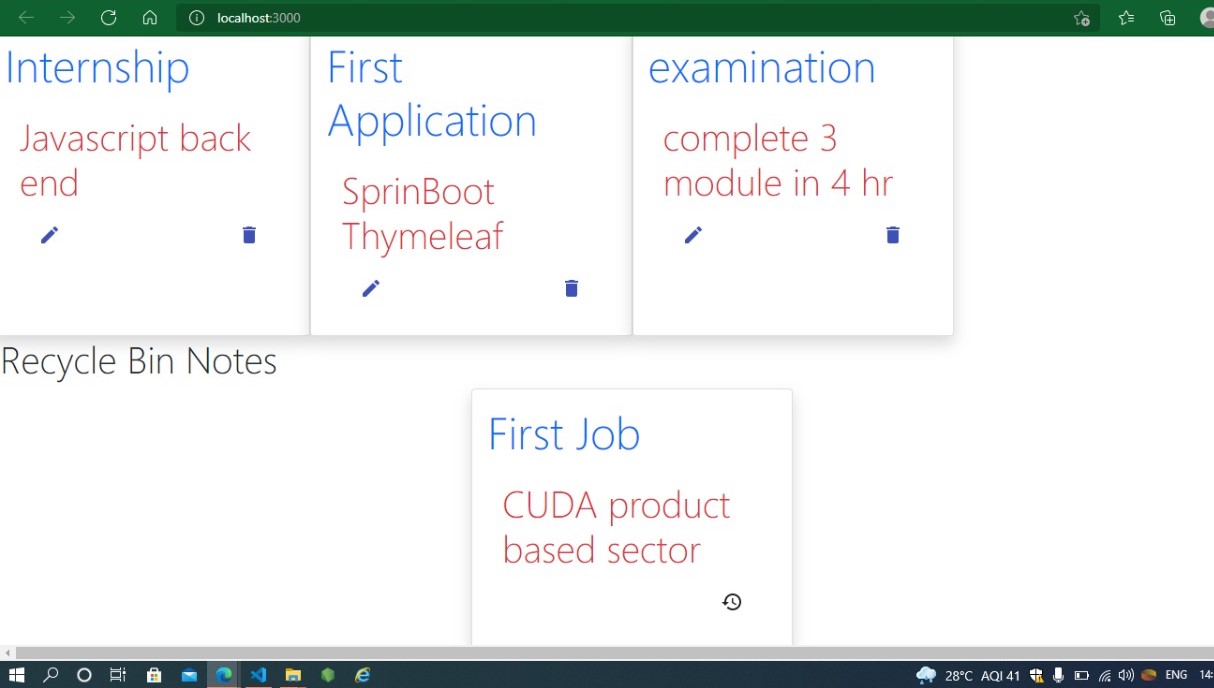 localhost:3000
Internship
Javascript back
end
First
Application
SprinBoot
Thymeleaf
examination
complete 3
module in 4 hr
Recycle Bin Notes
First Job
CUDA product
based sector
28°C AQI 41
ENG
14: